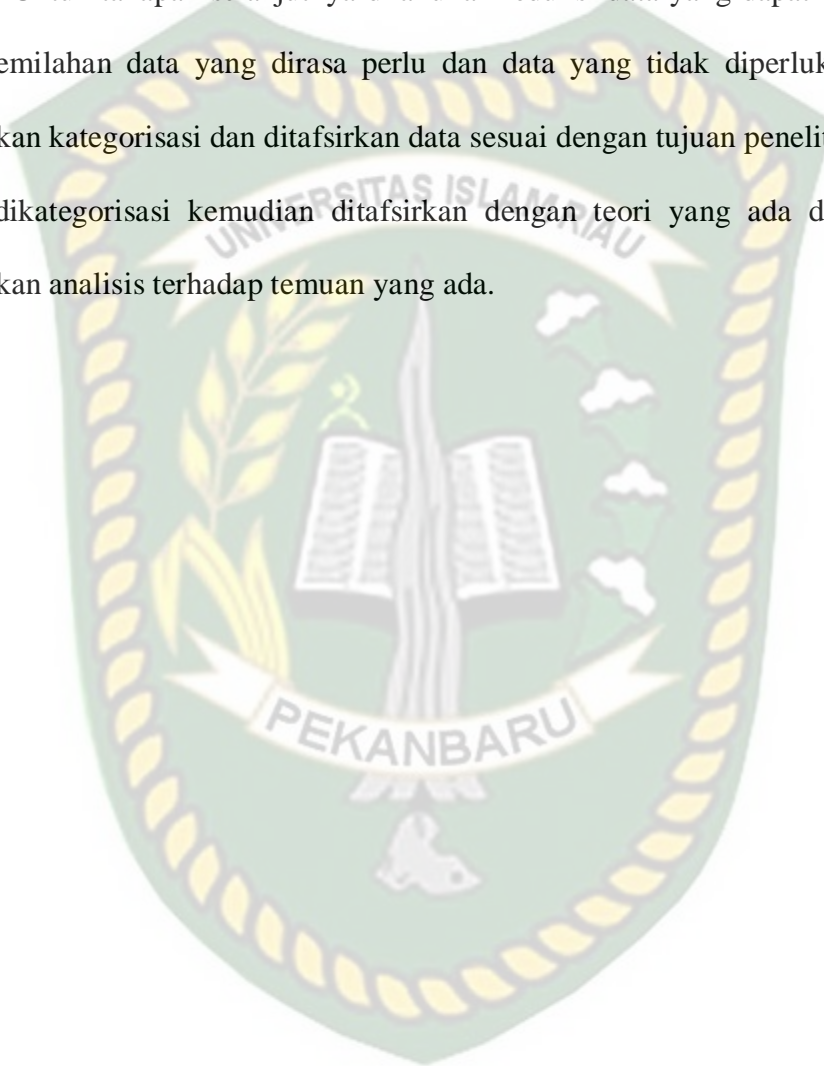 emilahan data yang dirasa perlu dan data yang tidak diperluk
kan kategorisasi dan ditafsirkan data sesuai dengan tujuan penelit
dikategorisasi kemudian ditafsirkan dengan teori yang ada d
kan analisis terhadap temuan yang ada.
UNIVERSITAS ISLAM RIAU
PEKANBARU